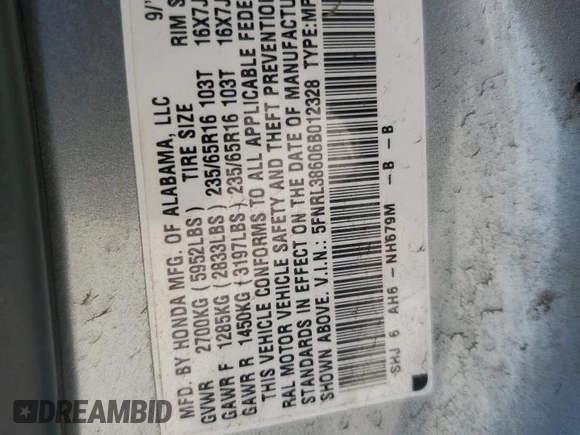 MFD. BY HONDA MFG. OF ALABAMA, LLC 9/
TIRE SIZE RIM S
GVWR 2700KG (5952LBS)
GAWR F 1285KG (2833LBS) 235/65R16 103T 16X7J
GAWR R 1450KG (3197LBS) 235/65R16 103T 16X7J
THIS VEHICLE CONFORMS TO ALL APPLICABLE FEDE
RAL MOTOR VEHICLE SAFETY AND THEFT PREVENTION
STANDARDS IN EFFECT ON THE DATE OF MANUFACTUR
SHOWN ABOVE. V.I.N.: 5FNRL38606B012328 TYPE:MP
SHJ 6 AH6 -NH679M -B -B
DREAMBID